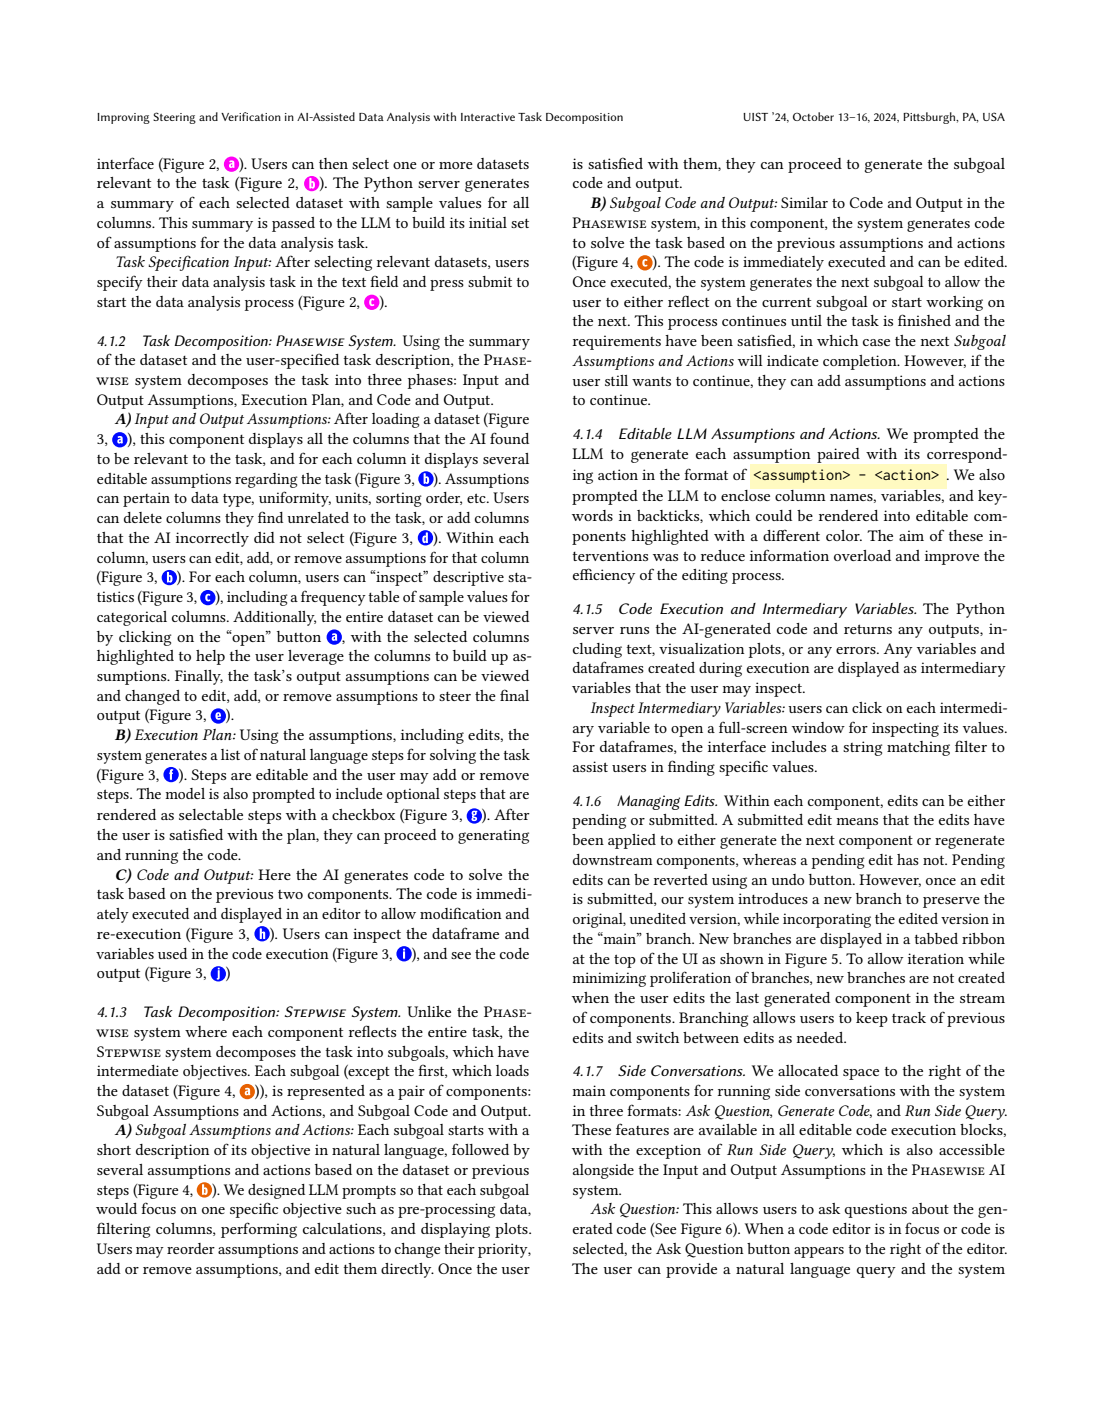 Improving Steering and Verification in AI-Assisted Data Analysis with Interactive Task Decomposition
UIST '24, October 13–16, 2024, Pittsburgh, PA, USA
interface (Figure 2, a). Users can then select one or more datasets
relevant to the task (Figure 2, b). The Python server generates
a summary of each selected dataset with sample values for all
columns. This summary is passed to the LLM to build its initial set
of assumptions for the data analysis task.
Task Specification Input: After selecting relevant datasets, users
specify their data analysis task in the text field and press submit to
start the data analysis process (Figure 2, c).
4.1.2 Task Decomposition: Phasewise System. Using the summary
of the dataset and the user-specified task description, the Phase-
wise system decomposes the task into three phases: Input and
Output Assumptions, Execution Plan, and Code and Output.
A) Input and Output Assumptions: After loading a dataset (Figure
3, a), this component displays all the columns that the AI found
to be relevant to the task, and for each column it displays several
editable assumptions regarding the task (Figure 3, b). Assumptions
can pertain to data type, uniformity, units, sorting order, etc. Users
can delete columns they find unrelated to the task, or add columns
that the AI incorrectly did not select (Figure 3, d). Within each
column, users can edit, add, or remove assumptions for that column
(Figure 3, b). For each column, users can “inspect” descriptive sta-
tistics (Figure 3, c), including a frequency table of sample values for
categorical columns. Additionally, the entire dataset can be viewed
by clicking on the “open” button a, with the selected columns
highlighted to help the user leverage the columns to build up as-
sumptions. Finally, the task's output assumptions can be viewed
and changed to edit, add, or remove assumptions to steer the final
output (Figure 3, e).
B) Execution Plan: Using the assumptions, including edits, the
system generates a list of natural language steps for solving the task
(Figure 3, f). Steps are editable and the user may add or remove
steps. The model is also prompted to include optional steps that are
rendered as selectable steps with a checkbox (Figure 3, g). After
the user is satisfied with the plan, they can proceed to generating
and running the code.
C) Code and Output: Here the AI generates code to solve the
task based on the previous two components. The code is immedi-
ately executed and displayed in an editor to allow modification and
re-execution (Figure 3, h). Users can inspect the dataframe and
variables used in the code execution (Figure 3, i), and see the code
output (Figure 3, j)
4.1.3 Task Decomposition: Stepwise System. Unlike the Phase-
wise system where each component reflects the entire task, the
Stepwise system decomposes the task into subgoals, which have
intermediate objectives. Each subgoal (except the first, which loads
the dataset (Figure 4, a)), is represented as a pair of components:
Subgoal Assumptions and Actions, and Subgoal Code and Output.
A) Subgoal Assumptions and Actions: Each subgoal starts with a
short description of its objective in natural language, followed by
several assumptions and actions based on the dataset or previous
steps (Figure 4, b). We designed LLM prompts so that each subgoal
would focus on one specific objective such as pre-processing data,
filtering columns, performing calculations, and displaying plots.
Users may reorder assumptions and actions to change their priority,
add or remove assumptions, and edit them directly. Once the user
is satisfied with them, they can proceed to generate the subgoal
code and output.
B) Subgoal Code and Output: Similar to Code and Output in the
Phasewise system, in this component, the system generates code
to solve the task based on the previous assumptions and actions
(Figure 4, c). The code is immediately executed and can be edited.
Once executed, the system generates the next subgoal to allow the
user to either reflect on the current subgoal or start working on
the next. This process continues until the task is finished and the
requirements have been satisfied, in which case the next Subgoal
Assumptions and Actions will indicate completion. However, if the
user still wants to continue, they can add assumptions and actions
to continue.
4.1.4 Editable LLM Assumptions and Actions. We prompted the
LLM to generate each assumption paired with its correspond-
ing action in the format of <assumption> - <action> . We also
prompted the LLM to enclose column names, variables, and key-
words in backticks, which could be rendered into editable com-
ponents highlighted with a different color. The aim of these in-
terventions was to reduce information overload and improve the
efficiency of the editing process.
4.1.5 Code Execution and Intermediary Variables. The Python
server runs the AI-generated code and returns any outputs, in-
cluding text, visualization plots, or any errors. Any variables and
dataframes created during execution are displayed as intermediary
variables that the user may inspect.
Inspect Intermediary Variables: users can click on each intermedi-
ary variable to open a full-screen window for inspecting its values.
For dataframes, the interface includes a string matching filter to
assist users in finding specific values.
4.1.6 Managing Edits. Within each component, edits can be either
pending or submitted. A submitted edit means that the edits have
been applied to either generate the next component or regenerate
downstream components, whereas a pending edit has not. Pending
edits can be reverted using an undo button. However, once an edit
is submitted, our system introduces a new branch to preserve the
original, unedited version, while incorporating the edited version in
the “main” branch. New branches are displayed in a tabbed ribbon
at the top of the UI as shown in Figure 5. To allow iteration while
minimizing proliferation of branches, new branches are not created
when the user edits the last generated component in the stream
of components. Branching allows users to keep track of previous
edits and switch between edits as needed.
4.1.7 Side Conversations. We allocated space to the right of the
main components for running side conversations with the system
in three formats: Ask Question, Generate Code, and Run Side Query.
These features are available in all editable code execution blocks,
with the exception of Run Side Query, which is also accessible
alongside the Input and Output Assumptions in the Phasewise AI
system.
Ask Question: This allows users to ask questions about the gen-
erated code (See Figure 6). When a code editor is in focus or code is
selected, the Ask Question button appears to the right of the editor.
The user can provide a natural language query and the system